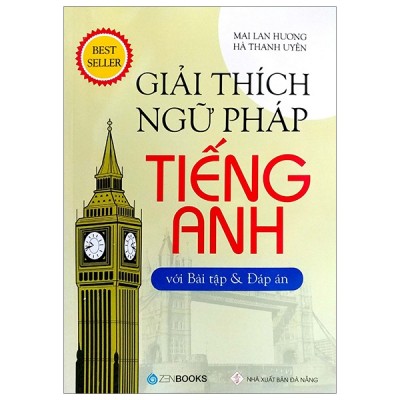 MAI LAN HƯƠNG
HÀ THANH UYÊN
BEST
SELLER
GIẢI THÍCH
NGỮ PHÁP
TIẾNG
ANH
với Bài tập & Đáp án
ZENBOOKS
NHÀ XUẤT BẢN ĐÀ NẴNG